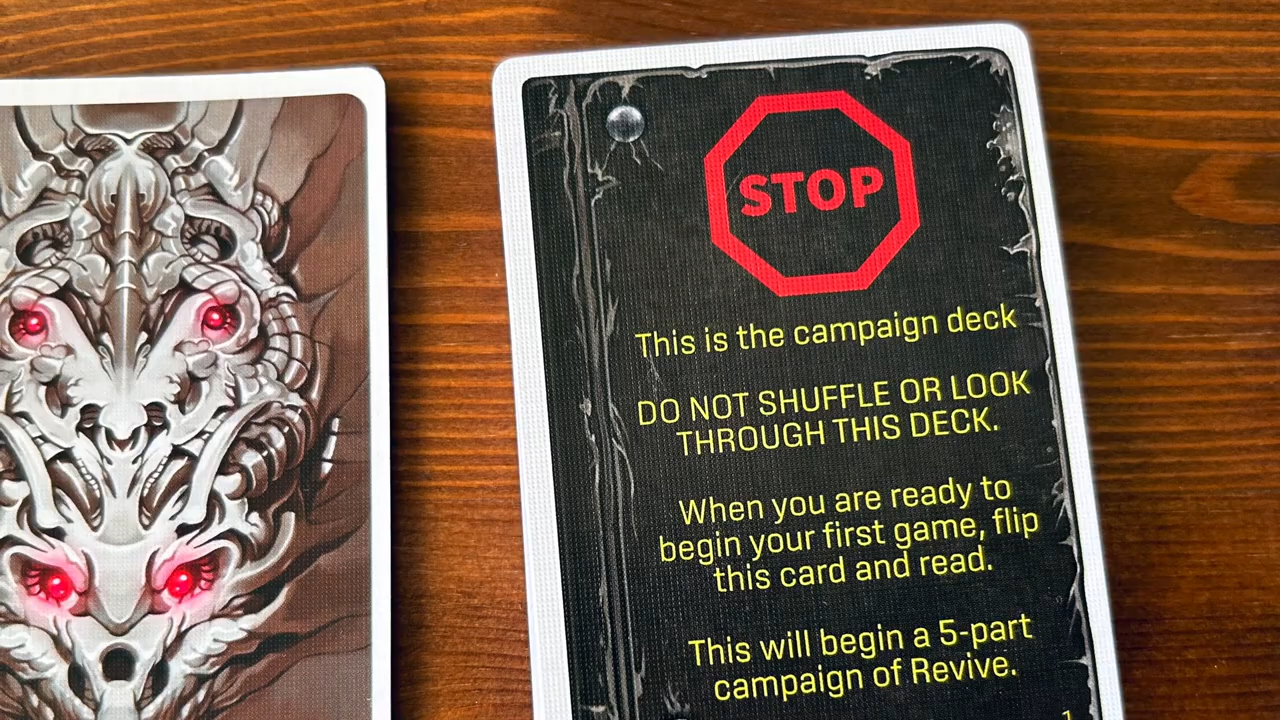 STOP
This is the campaign deck
DO NOT SHUFFLE OR LOOK
THROUGH THIS DECK.
When you are ready to
begin your first game, flip
this card and read.
This will begin a 5-part
campaign of Revive.
1